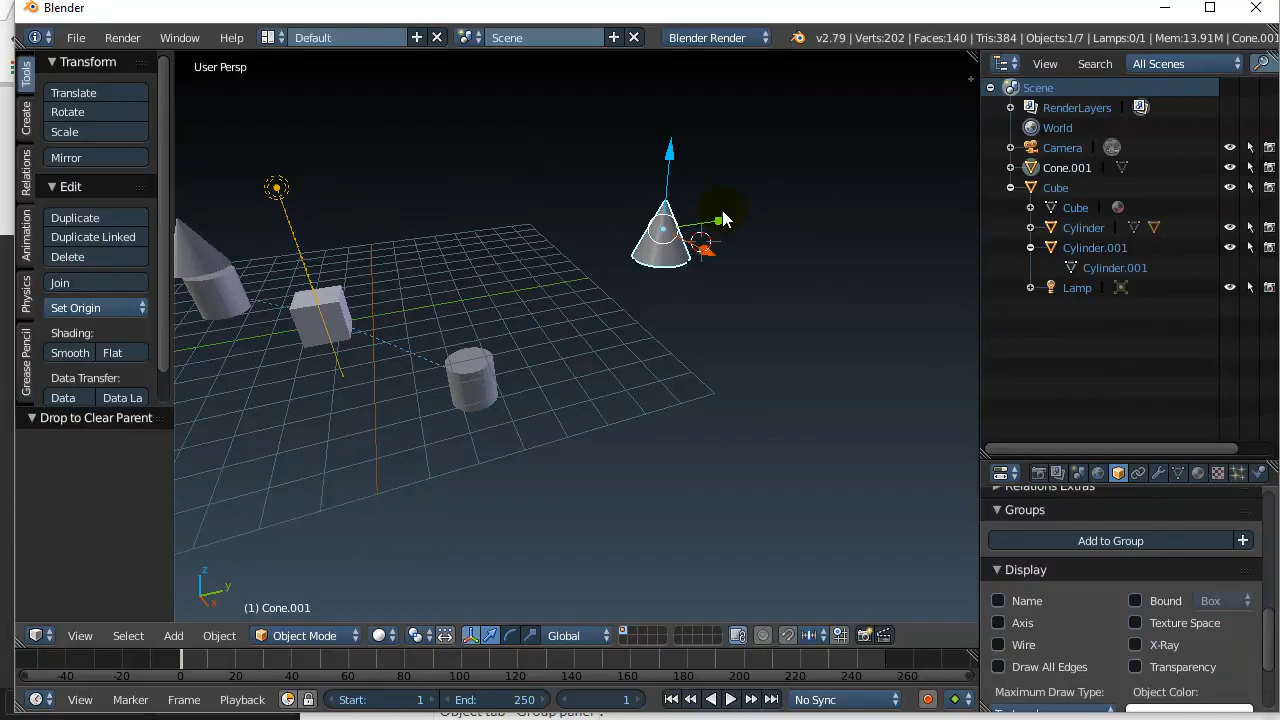 Blender
File Render Window Help Default Scene Blender Render v2.79 | Verts:202 | Faces:140 | Tris:384 | Objects:1/7 | Lamps:0/1 | Mem:13.91M | Cone.001
Tools
Create
Relations
Animation
Physics
Grease Pencil
Transform
Translate
Rotate
Scale
Mirror
Edit
Duplicate
Duplicate Linked
Delete
Join
Set Origin
Shading:
Smooth Flat
Data Transfer:
Data Data La
Drop to Clear Parent
User Persp
z
y
x
(1) Cone.001
View Search All Scenes
Scene
RenderLayers
World
Camera
Cone.001
Cube
Cube
Cylinder
Cylinder.001
Cylinder.001
Lamp
Relations Extras
Groups
Add to Group
Display
Name Bound Box
Axis Texture Space
Wire X-Ray
Draw All Edges Transparency
Maximum Draw Type: Object Color:
View Select Add Object Object Mode Global
-40 -20 0 20 40 60 80 100 120 140 160 180 200 220 240 260
View Marker Frame Playback Start: 1 End: 250 1 No Sync